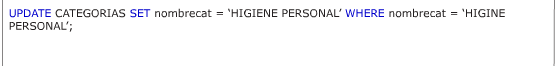 UPDATE CATEGORIAS SET nombrecat = ‘HIGIENE PERSONAL’ WHERE nombrecat = ‘HIGINE
PERSONAL’;